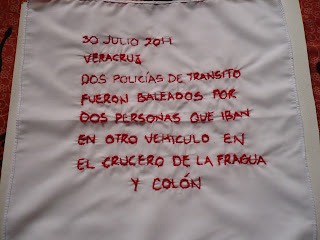 30 JULIO 2011
VERACRUZ
DOS POLICÍAS DE TRANSITO
FUERON BALEADOS POR
DOS PERSONAS QUE IBAN
EN OTRO VEHICULO EN
EL CRUCERO DE LA FRAGUA
Y COLÓN